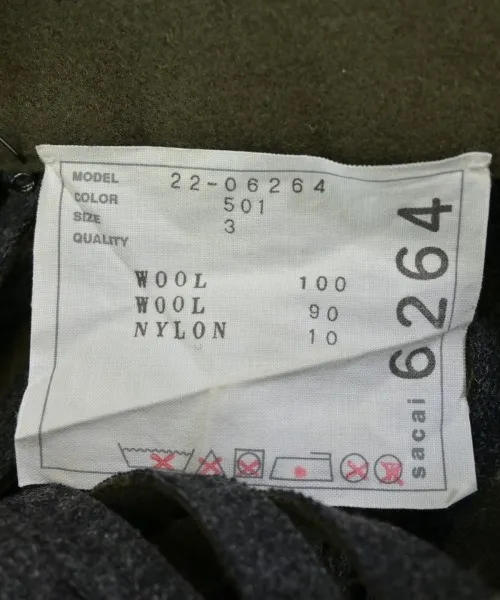 MODEL 22-06264
COLOR 501
SIZE 3
QUALITY
WOOL 100
WOOL 90
NYLON 10
sacai 6264